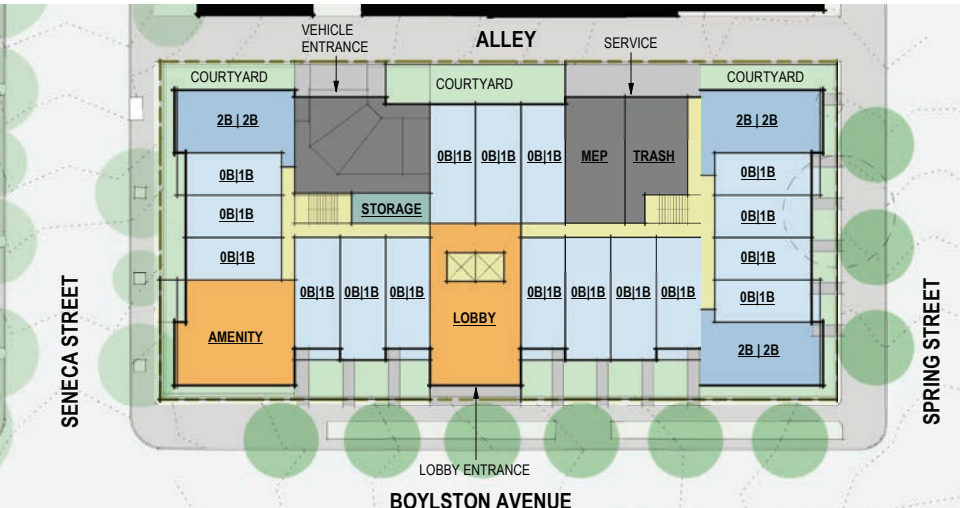 VEHICLE
ENTRANCE
ALLEY
SERVICE
COURTYARD
COURTYARD
COURTYARD
2B | 2B
2B | 2B
0B|1B
0B|1B
0B|1B
MEP
TRASH
0B|1B
0B|1B
STORAGE
0B|1B
0B|1B
0B|1B
0B|1B
0B|1B
0B|1B
0B|1B
0B|1B
0B|1B
0B|1B
0B|1B
0B|1B
LOBBY
AMENITY
2B | 2B
SENECA STREET
SPRING STREET
LOBBY ENTRANCE
BOYLSTON AVENUE